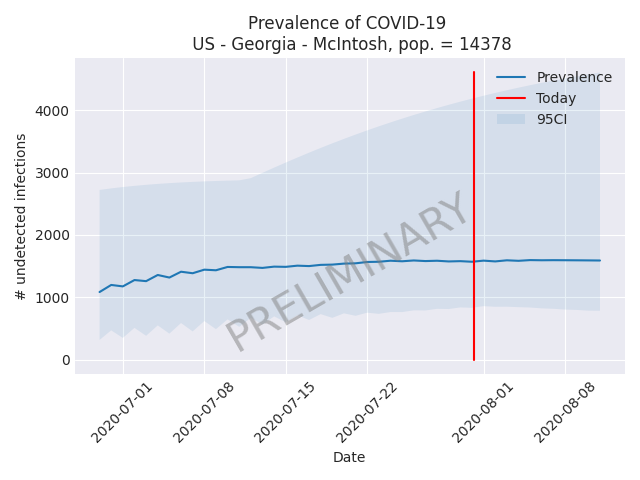 Prevalence of COVID-19
US - Georgia - McIntosh, pop. = 14378
Prevalence
Today
95CI
# undetected infections
4000
3000
2000
1000
0
PRELIMINARY
2020-07-01
2020-07-08
2020-07-15
2020-07-22
2020-08-01
2020-08-08
Date